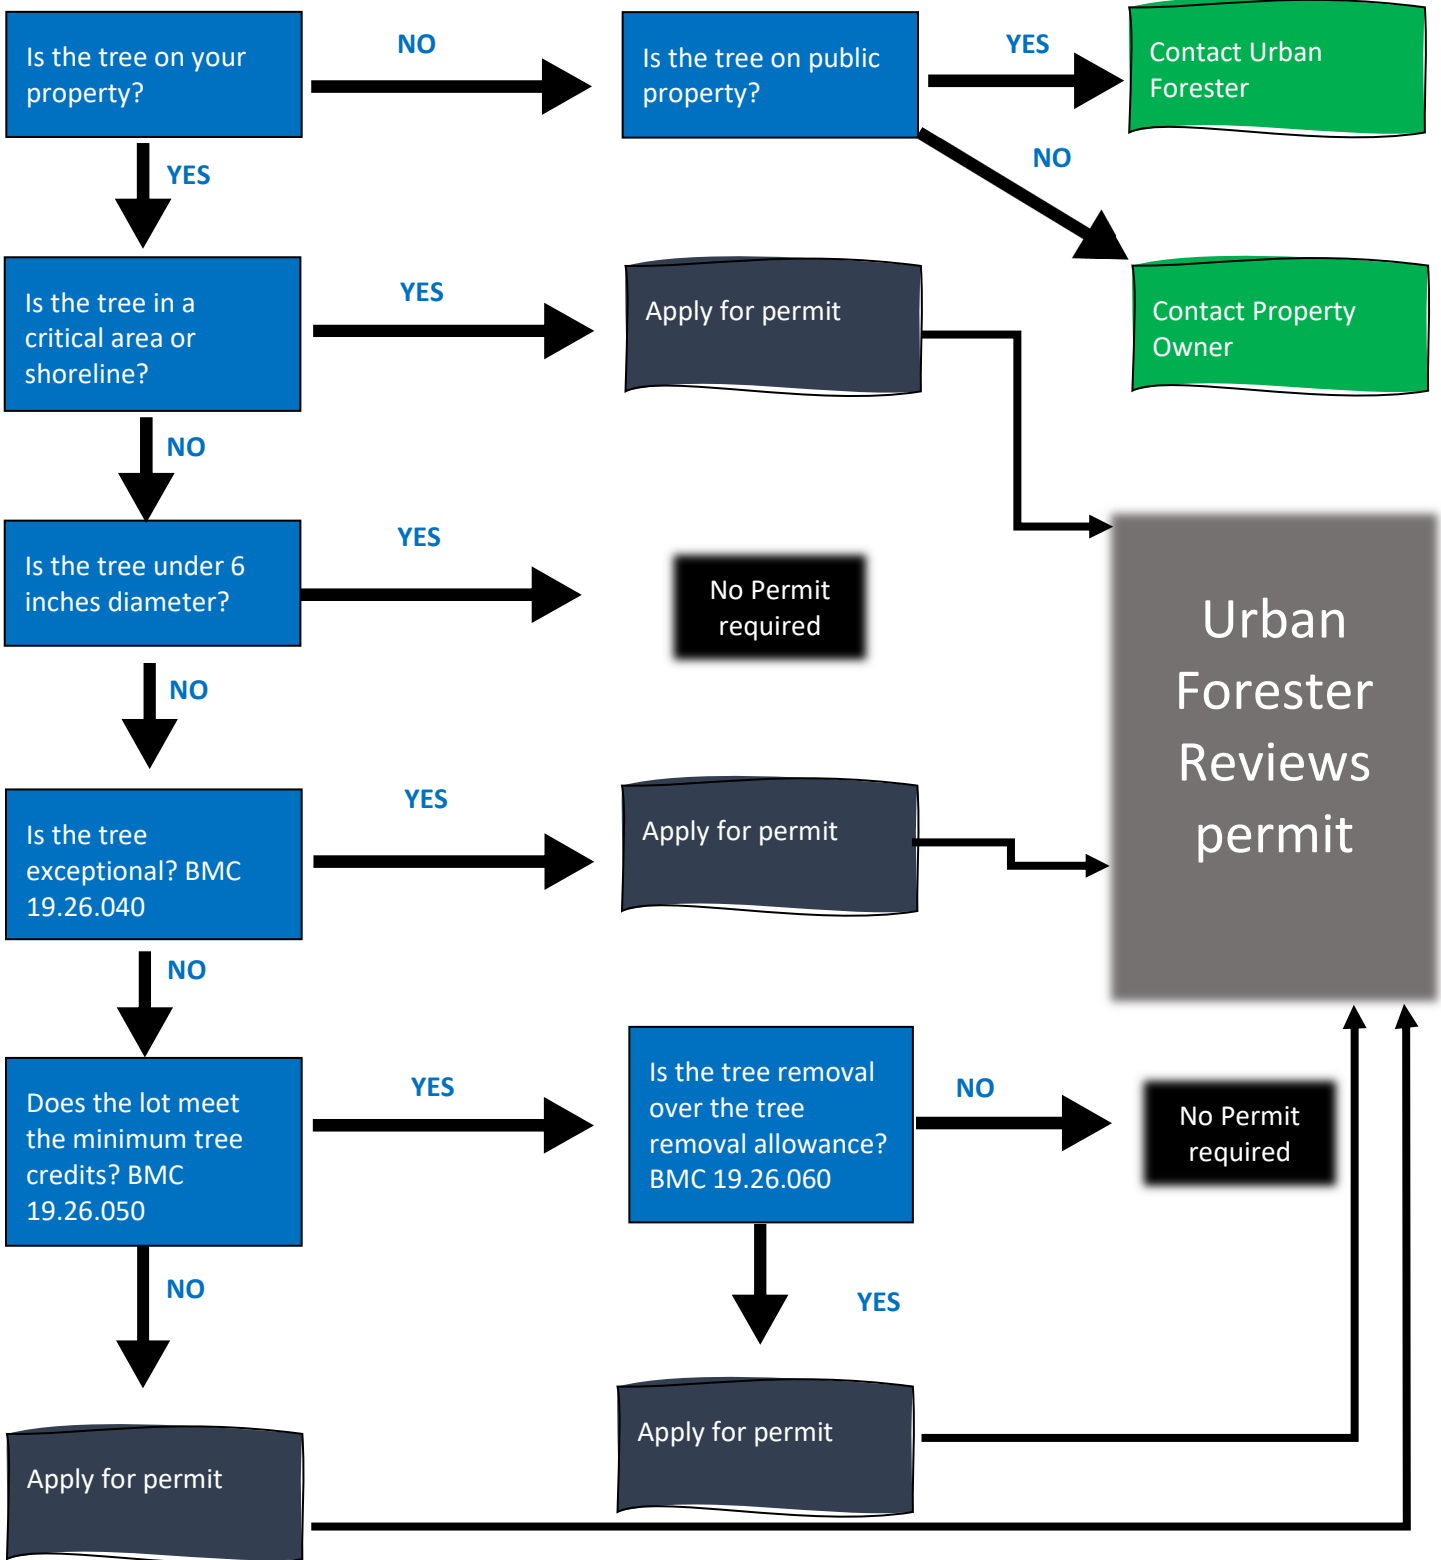 Is the tree on your
property?
NO
Is the tree on public
property?
YES
Contact Urban
Forester
YES
NO
Is the tree in a
critical area or
shoreline?
YES
Apply for permit
Contact Property
Owner
NO
Is the tree under 6
inches diameter?
YES
No Permit
required
Urban
Forester
Reviews
permit
NO
Is the tree
exceptional? BMC
19.26.040
YES
Apply for permit
NO
Does the lot meet
the minimum tree
credits? BMC
19.26.050
YES
Is the tree removal
over the tree
removal allowance?
BMC 19.26.060
NO
No Permit
required
NO
YES
Apply for permit
Apply for permit